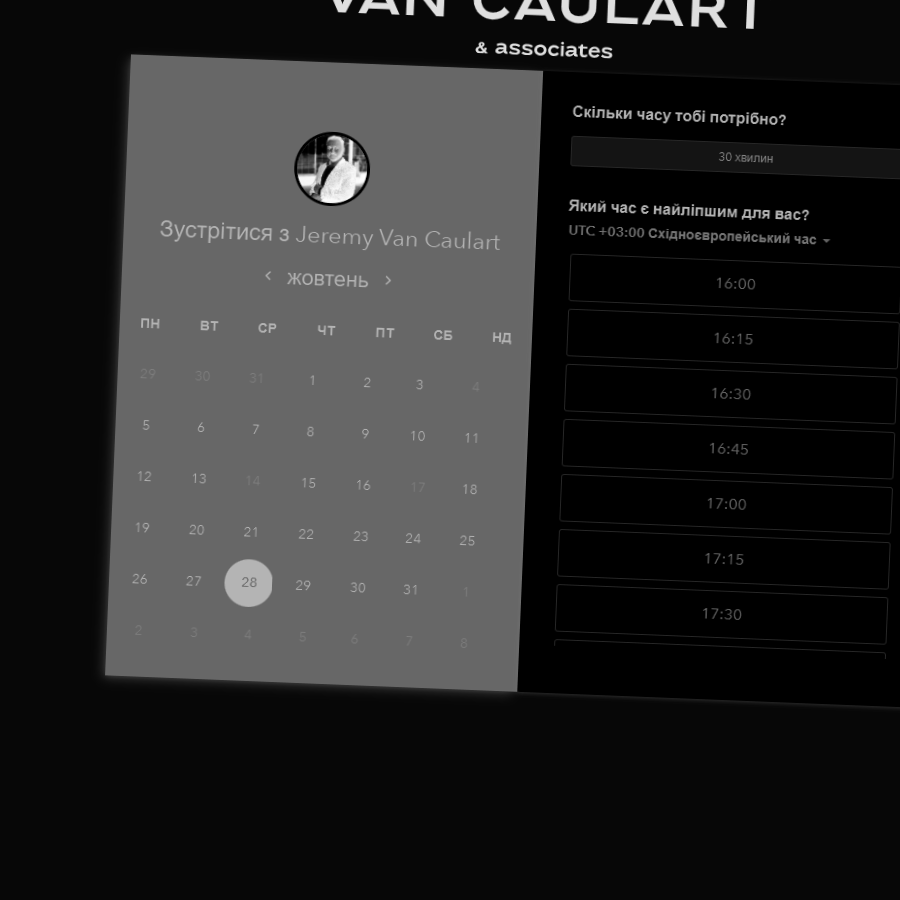 VAN CAULART
& associates
Зустрітися з Jeremy Van Caulart
жовтень
ПН ВТ СР ЧТ ПТ СБ НД
29 30 31 1 2 3 4
5 6 7 8 9 10 11
12 13 14 15 16 17 18
19 20 21 22 23 24 25
26 27 28 29 30 31 1
2 3 4 5 6 7 8
Скільки часу тобі потрібно?
30 хвилин
Який час є найліпшим для вас?
UTC +03:00 Східноєвропейський час
16:00
16:15
16:30
16:45
17:00
17:15
17:30